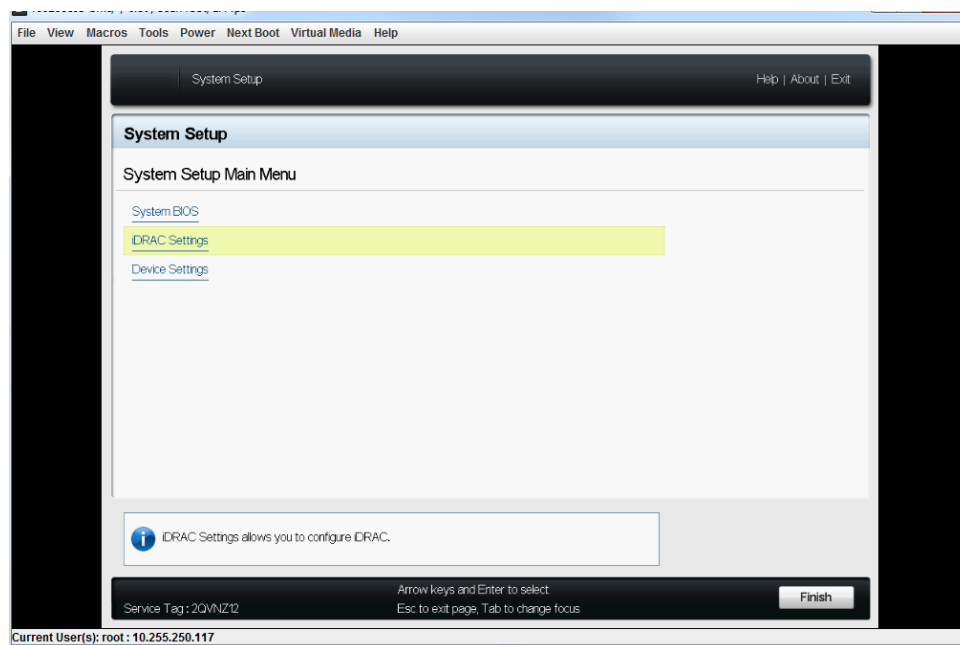 File View Macros Tools Power Next Boot Virtual Media Help
System Setup
Help | About | Exit
System Setup
System Setup Main Menu
System BIOS
iDRAC Settings
Device Settings
iDRAC Settings allows you to configure iDRAC.
Arrow keys and Enter to select
Service Tag : 2QVNZ12
Esc to exit page, Tab to change focus
Finish
Current User(s): root : 10.255.250.117